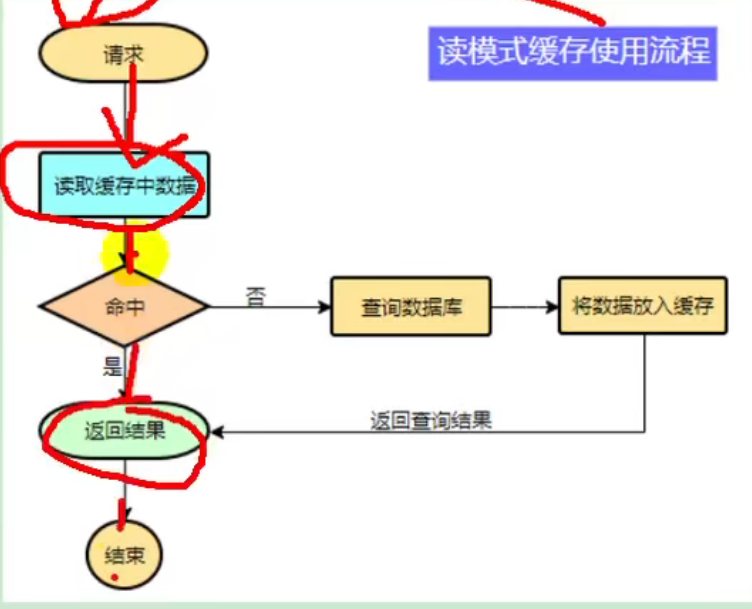 读模式缓存使用流程
请求
读取缓存中数据
命中
否
查询数据库
将数据放入缓存
是
返回查询结果
返回结果
结束